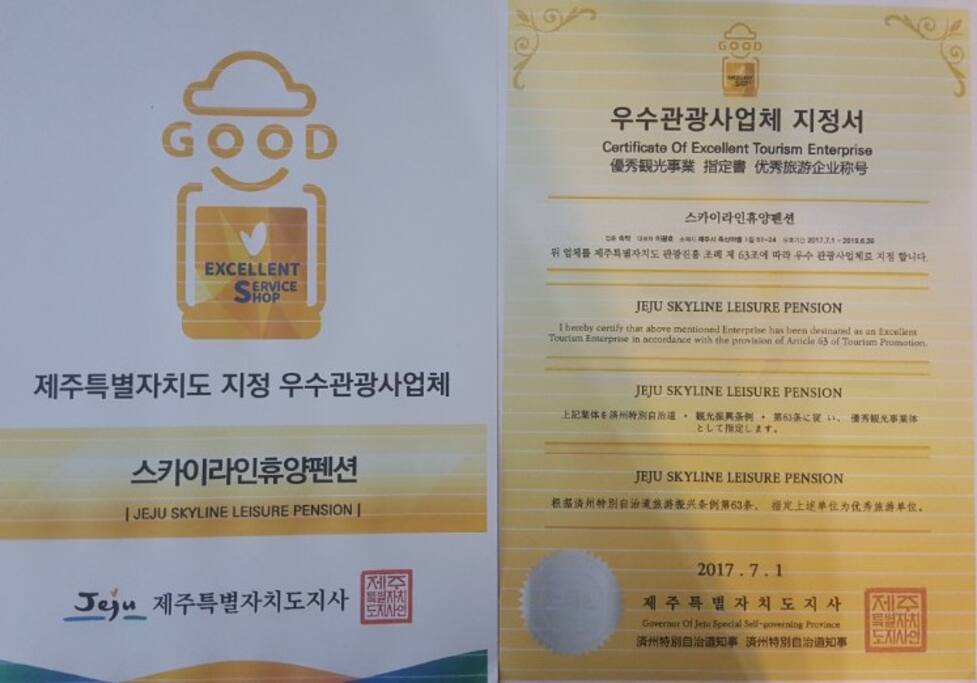 GOOD
EXCELLENT
SERVICE
SHOP
제주특별자치도 지정 우수관광사업체
스카이라인휴양펜션
| JEJU SKYLINE LEISURE PENSION |
Jeju 제주특별자치도지사
제주
특별자치
도지사인
GOOD
EXCELLENT
우수관광사업체 지정서
Certificate Of Excellent Tourism Enterprise
優秀観光事業 指定書 优秀旅游企业称号
스카이라인휴양펜션
위 업체를 제주특별자치도 관광진흥 조례 제 63조에 따라 우수 관광사업체로 지정 합니다.
JEJU SKYLINE LEISURE PENSION
I hereby certify that above mentioned Enterprise has been desinated as an Excellent
Tourism Enterprise in accordance with the provision of Article 63 of Tourism Promotion.
JEJU SKYLINE LEISURE PENSION
上記業体を済州特別自治道 · 観光振興条例 · 第63条に従 い、 優秀観光事業体
として指定します。
JEJU SKYLINE LEISURE PENSION
根据済州特别自治道旅游振兴条例第63条， 指定上述单位为优秀旅游单位。
2017 . 7 . 1
제주특별자치도지사
Governor Of Jeju Special Self-governing Province
済州特別自治道知事 済州特別自治道知事
제주
특별자치
도지사인